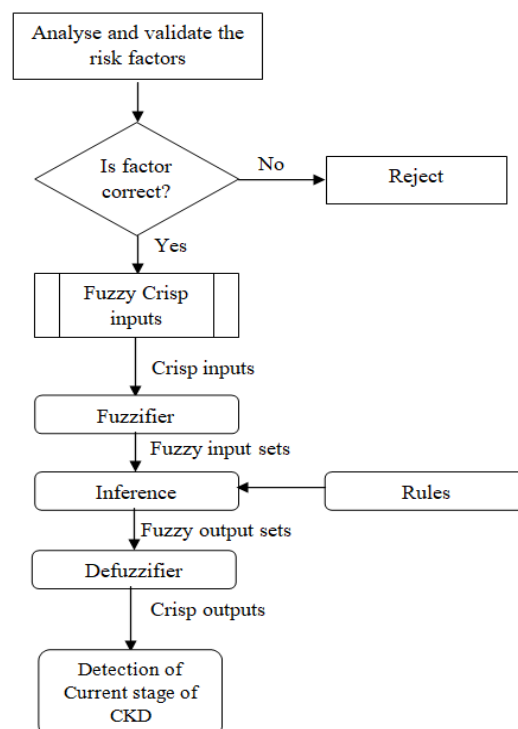 Analyse and validate the
risk factors
Is factor
correct?
No
Reject
Yes
Fuzzy Crisp
inputs
Crisp inputs
Fuzzifier
Fuzzy input sets
Inference
Rules
Fuzzy output sets
Defuzzifier
Crisp outputs
Detection of
Current stage of
CKD